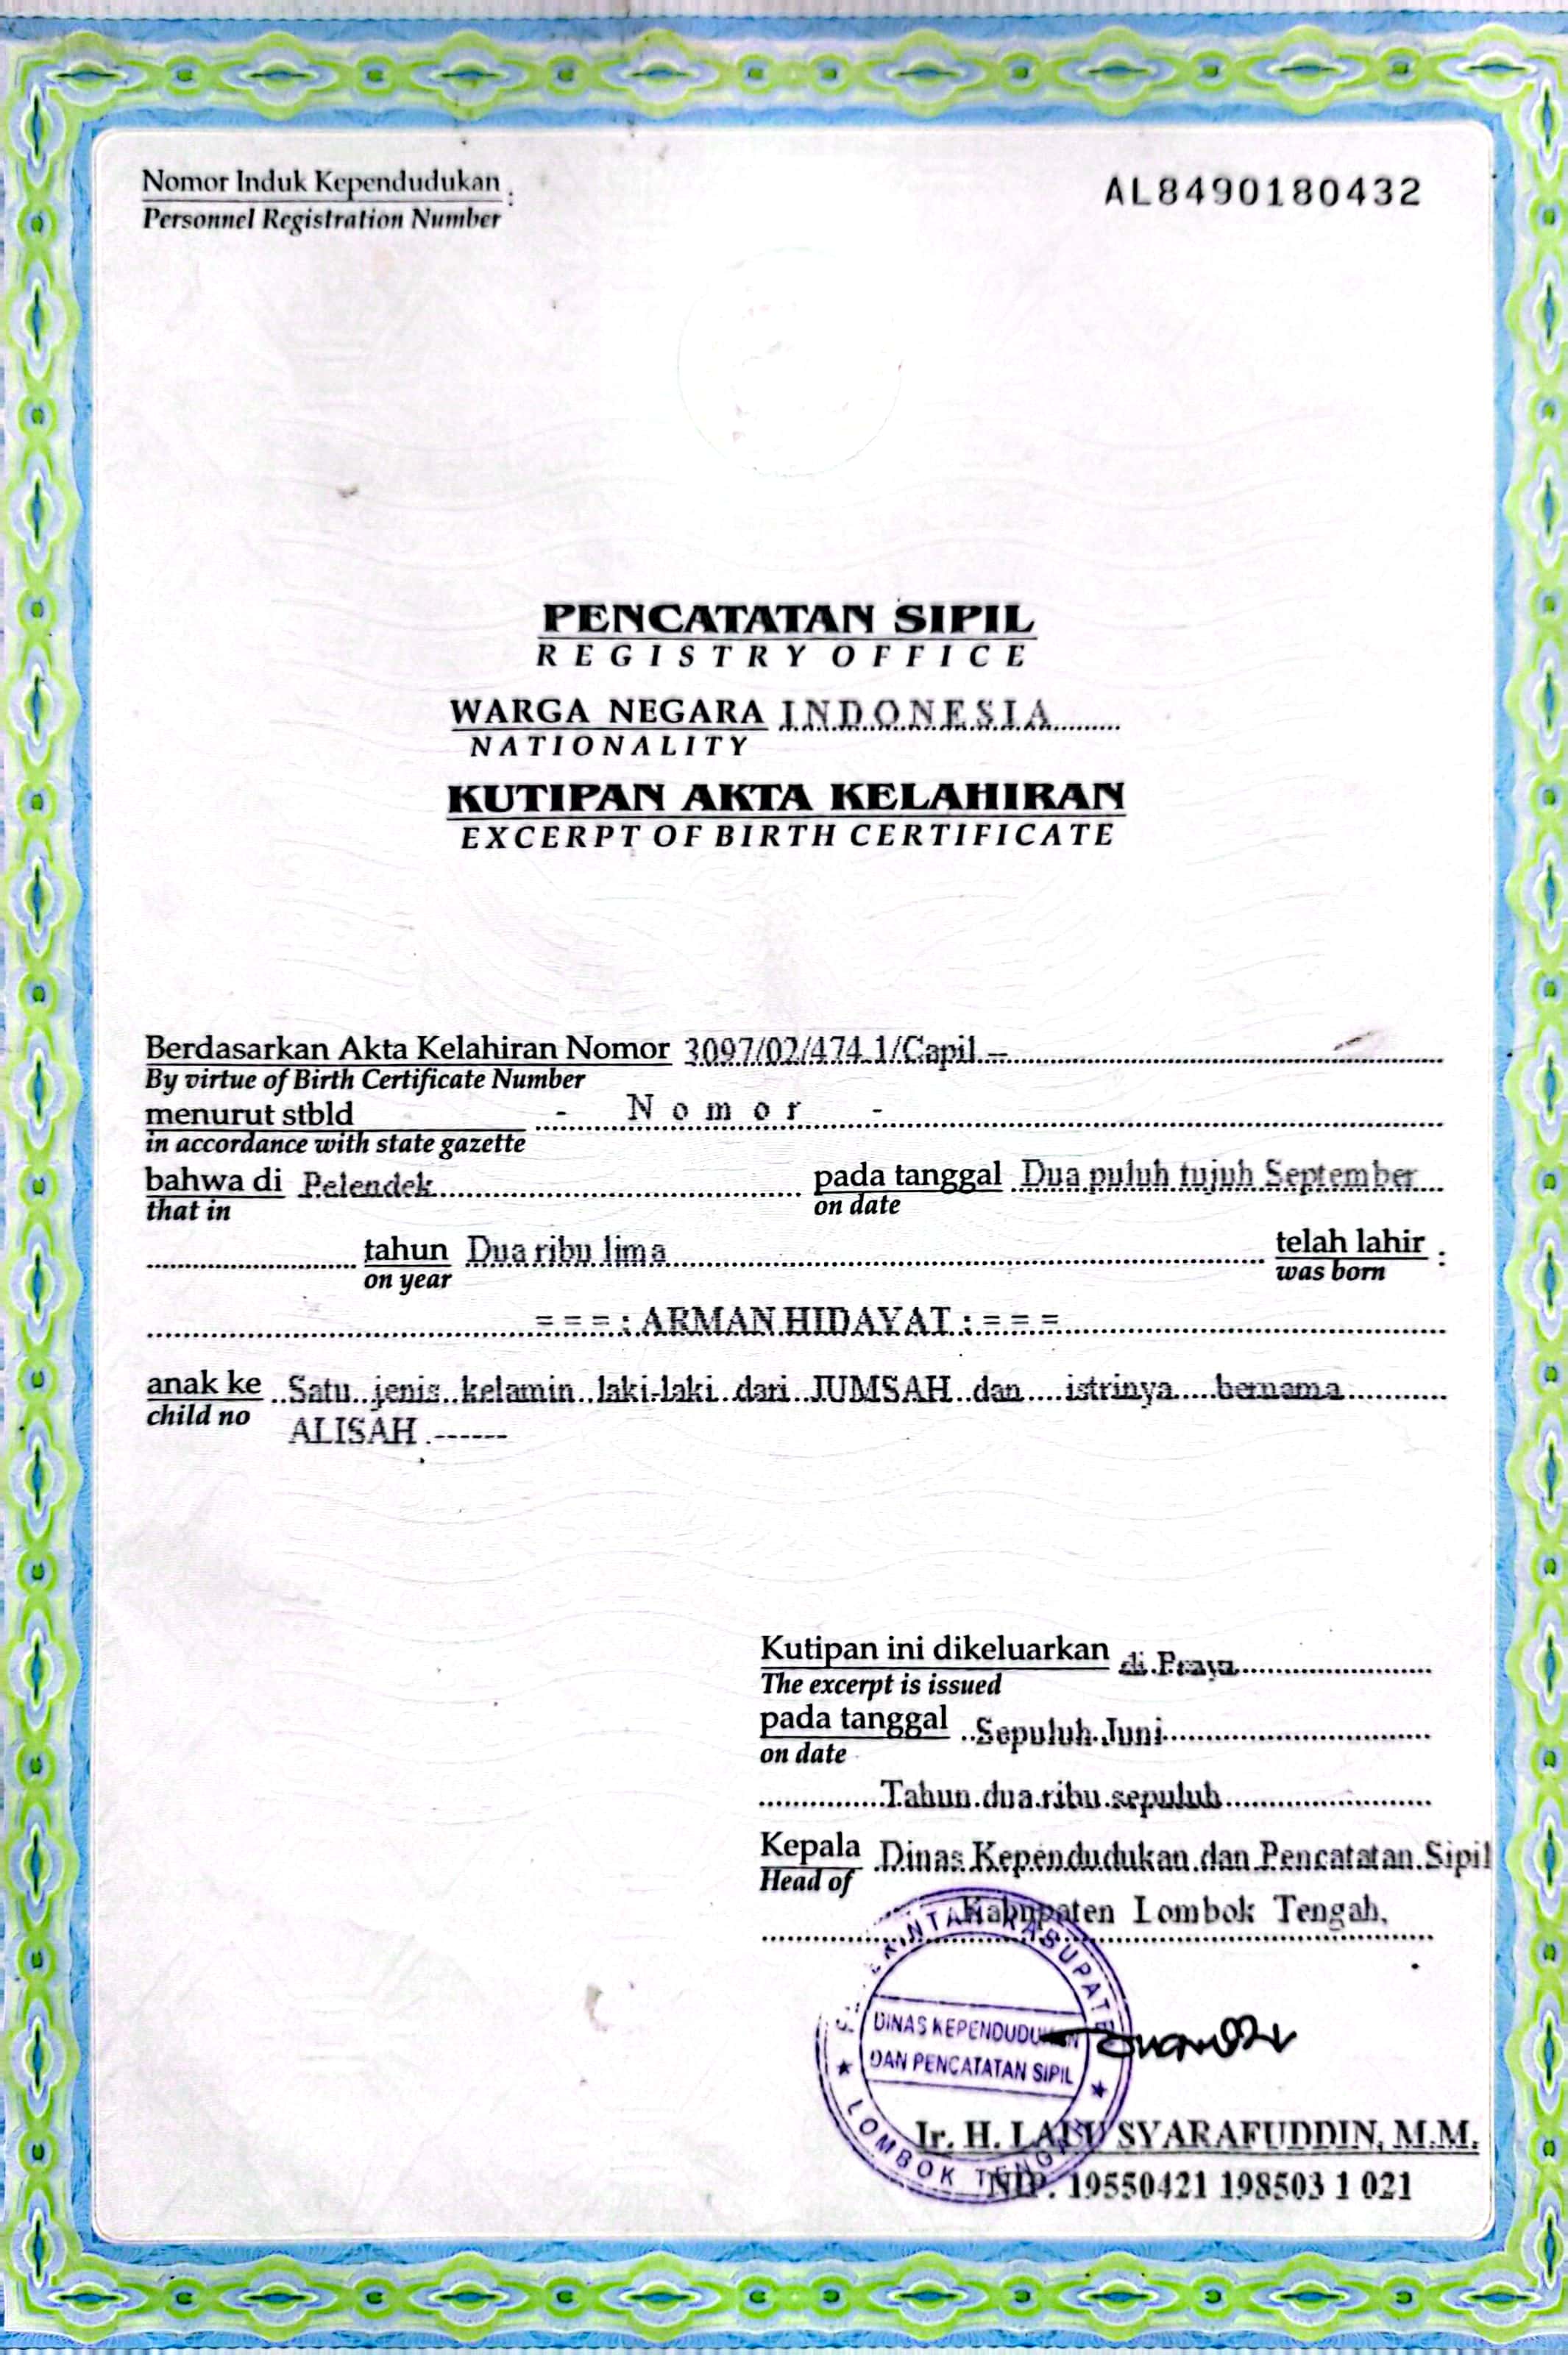 Nomor Induk Kependudukan :
Personnel Registration Number
AL8490180432
PENCATATAN SIPIL
REGISTRY OFFICE
WARGA NEGARA INDONESIA
NATIONALITY
KUTIPAN AKTA KELAHIRAN
EXCERPT OF BIRTH CERTIFICATE
Berdasarkan Akta Kelahiran Nomor 3097/02/474.1/Capil --
By virtue of Birth Certificate Number
menurut stbld - Nomor -
in accordance with state gazette
bahwa di Pelendek pada tanggal Dua puluh tujuh September
that in on date
tahun Dua ribu lima telah lahir :
on year was born
= = = : ARMAN HIDAYAT : = = =
anak ke Satu jenis kelamin laki-laki dari JUMSAH dan istrinya bernama
child no
ALISAH .------
Kutipan ini dikeluarkan di Praya
The excerpt is issued
pada tanggal Sepuluh Juni
on date
Tahun dua ribu sepuluh
Kepala Dinas Kependudukan dan Pencatatan Sipil
Head of
Kabupaten Lombok Tengah,
DINAS KEPENDUDUKAN
DAN PENCATATAN SIPIL
LOMBOK TENGAH
Ir. H. LALU SYARAFUDDIN, M.M.
NIP. 19550421 198503 1 021